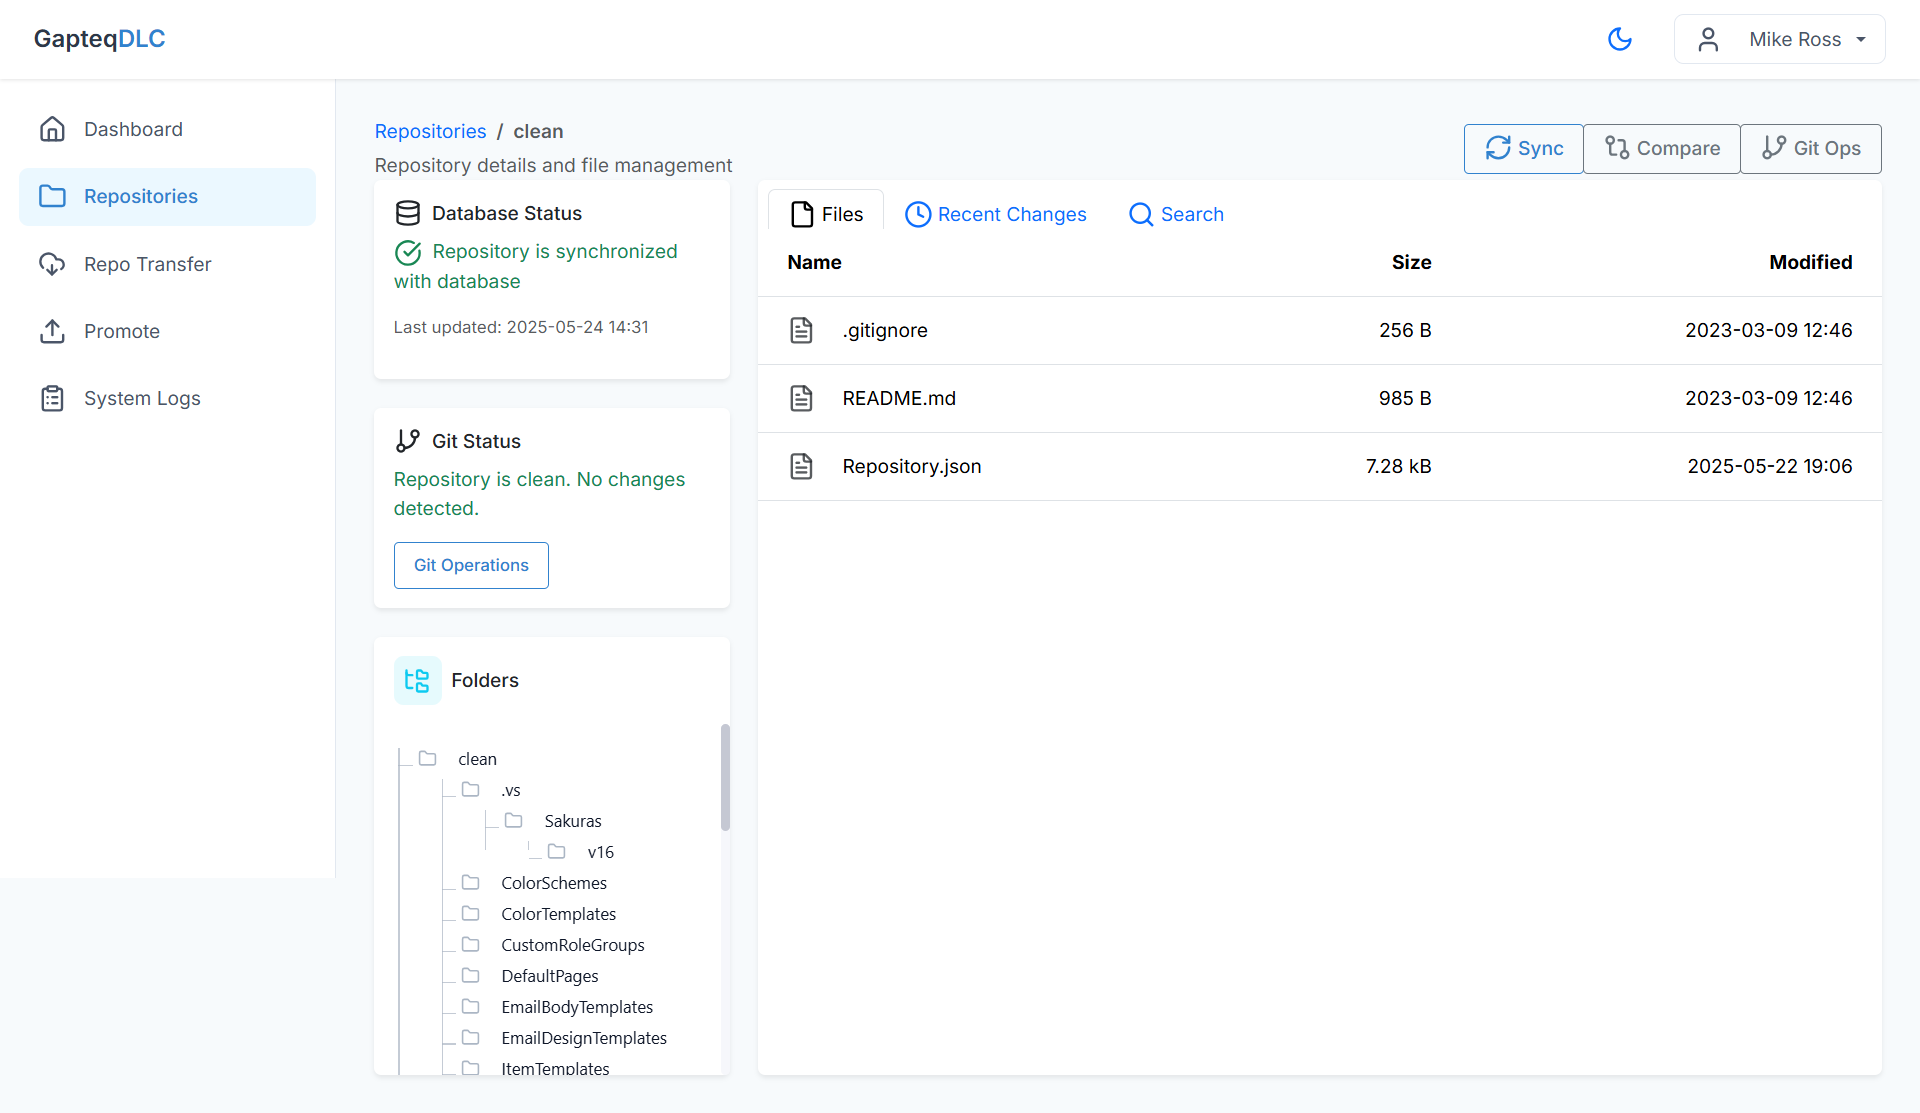 GapteqDLC
Mike Ross
Dashboard
Repositories
Repo Transfer
Promote
System Logs
Repositories / clean
Repository details and file management
Sync
Compare
Git Ops
Database Status
Repository is synchronized
with database
Last updated: 2025-05-24 14:31
Git Status
Repository is clean. No changes
detected.
Git Operations
Folders
clean
.vs
Sakuras
v16
ColorSchemes
ColorTemplates
CustomRoleGroups
DefaultPages
EmailBodyTemplates
EmailDesignTemplates
ItemTemplates
Files
Recent Changes
Search
Name Size Modified
.gitignore 256 B 2023-03-09 12:46
README.md 985 B 2023-03-09 12:46
Repository.json 7.28 kB 2025-05-22 19:06